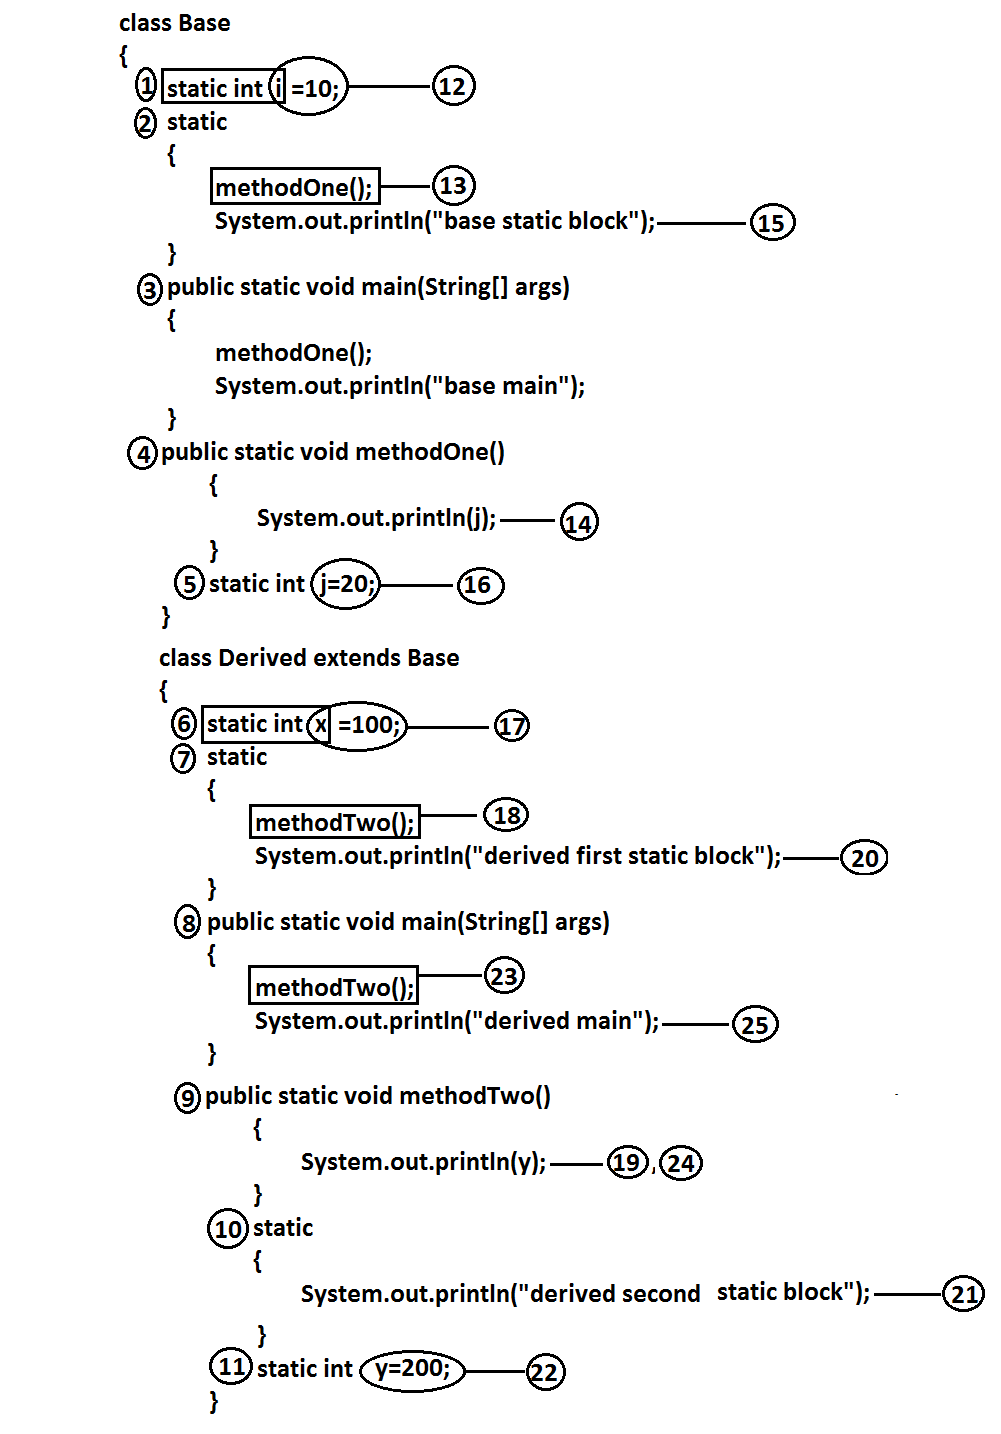 class Base
{
1 static int i =10; 12
2 static
{
methodOne(); 13
System.out.println("base static block"); 15
}
3 public static void main(String[] args)
{
methodOne();
System.out.println("base main");
}
4 public static void methodOne()
{
System.out.println(j); 14
}
5 static int j=20; 16
}
class Derived extends Base
{
6 static int x =100; 17
7 static
{
methodTwo(); 18
System.out.println("derived first static block"); 20
}
8 public static void main(String[] args)
{
methodTwo(); 23
System.out.println("derived main"); 25
}
9 public static void methodTwo()
{
System.out.println(y); 19 , 24
}
10 static
{
System.out.println("derived second static block"); 21
}
11 static int y=200; 22
}